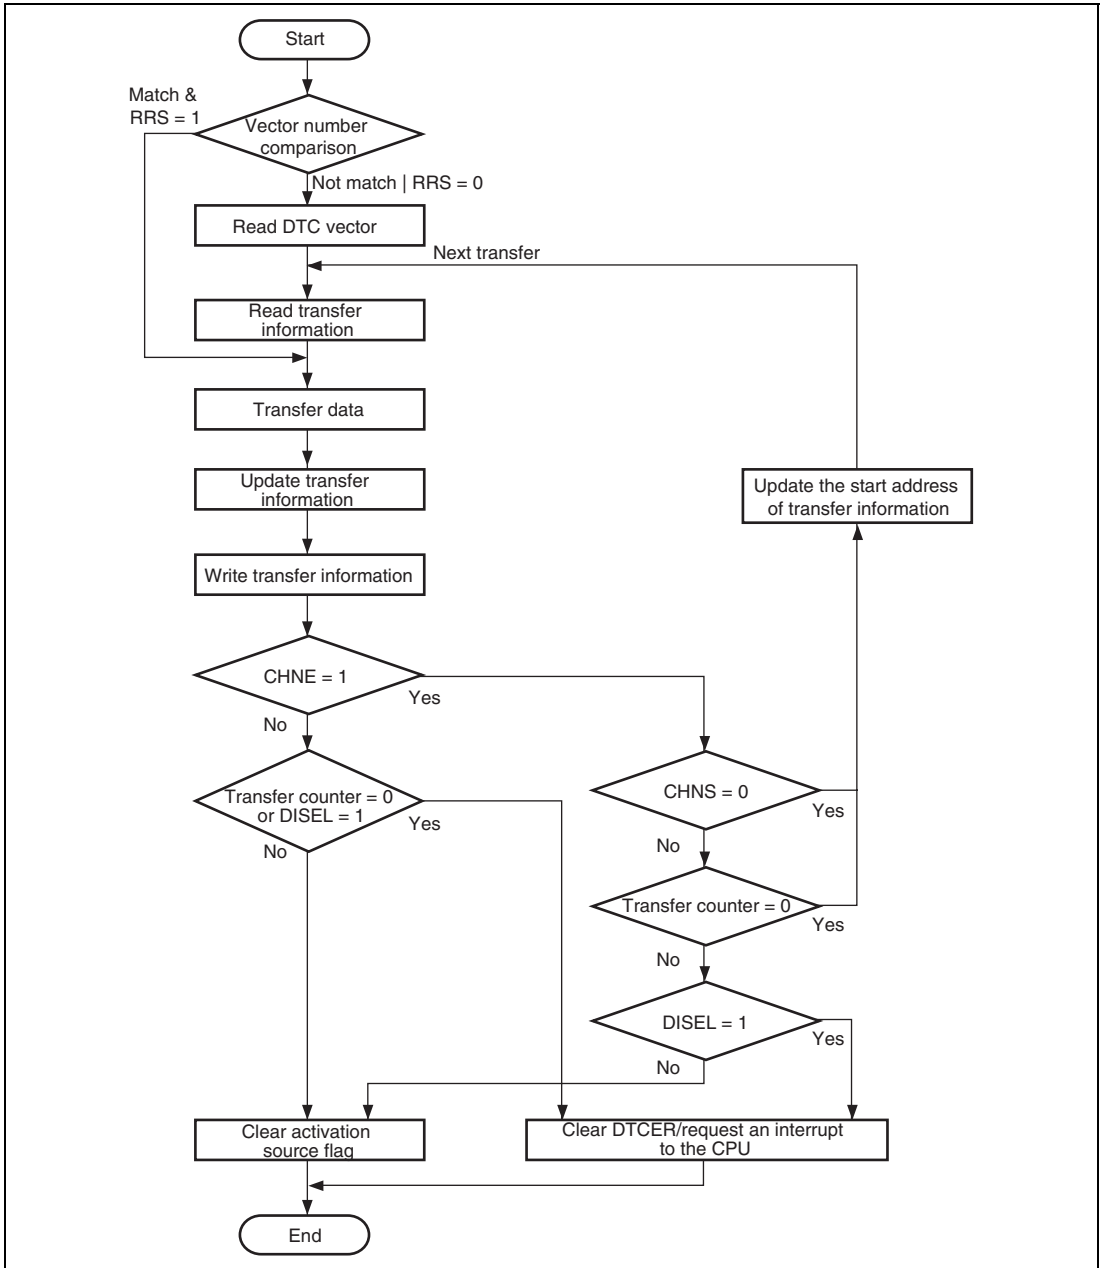 Start
Match &
RRS = 1
Vector number
comparison
Not match | RRS = 0
Read DTC vector
Next transfer
Read transfer
information
Transfer data
Update transfer
information
Update the start address
of transfer information
Write transfer information
CHNE = 1
Yes
No
Transfer counter = 0
or DISEL = 1
Yes
No
CHNS = 0
Yes
No
Transfer counter = 0
Yes
No
DISEL = 1
Yes
No
Clear activation
source flag
Clear DTCER/request an interrupt
to the CPU
End